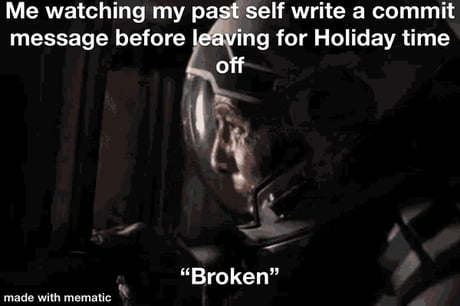 Me watching my past self write a commit
message before leaving for Holiday time
off
“Broken”
made with mematic